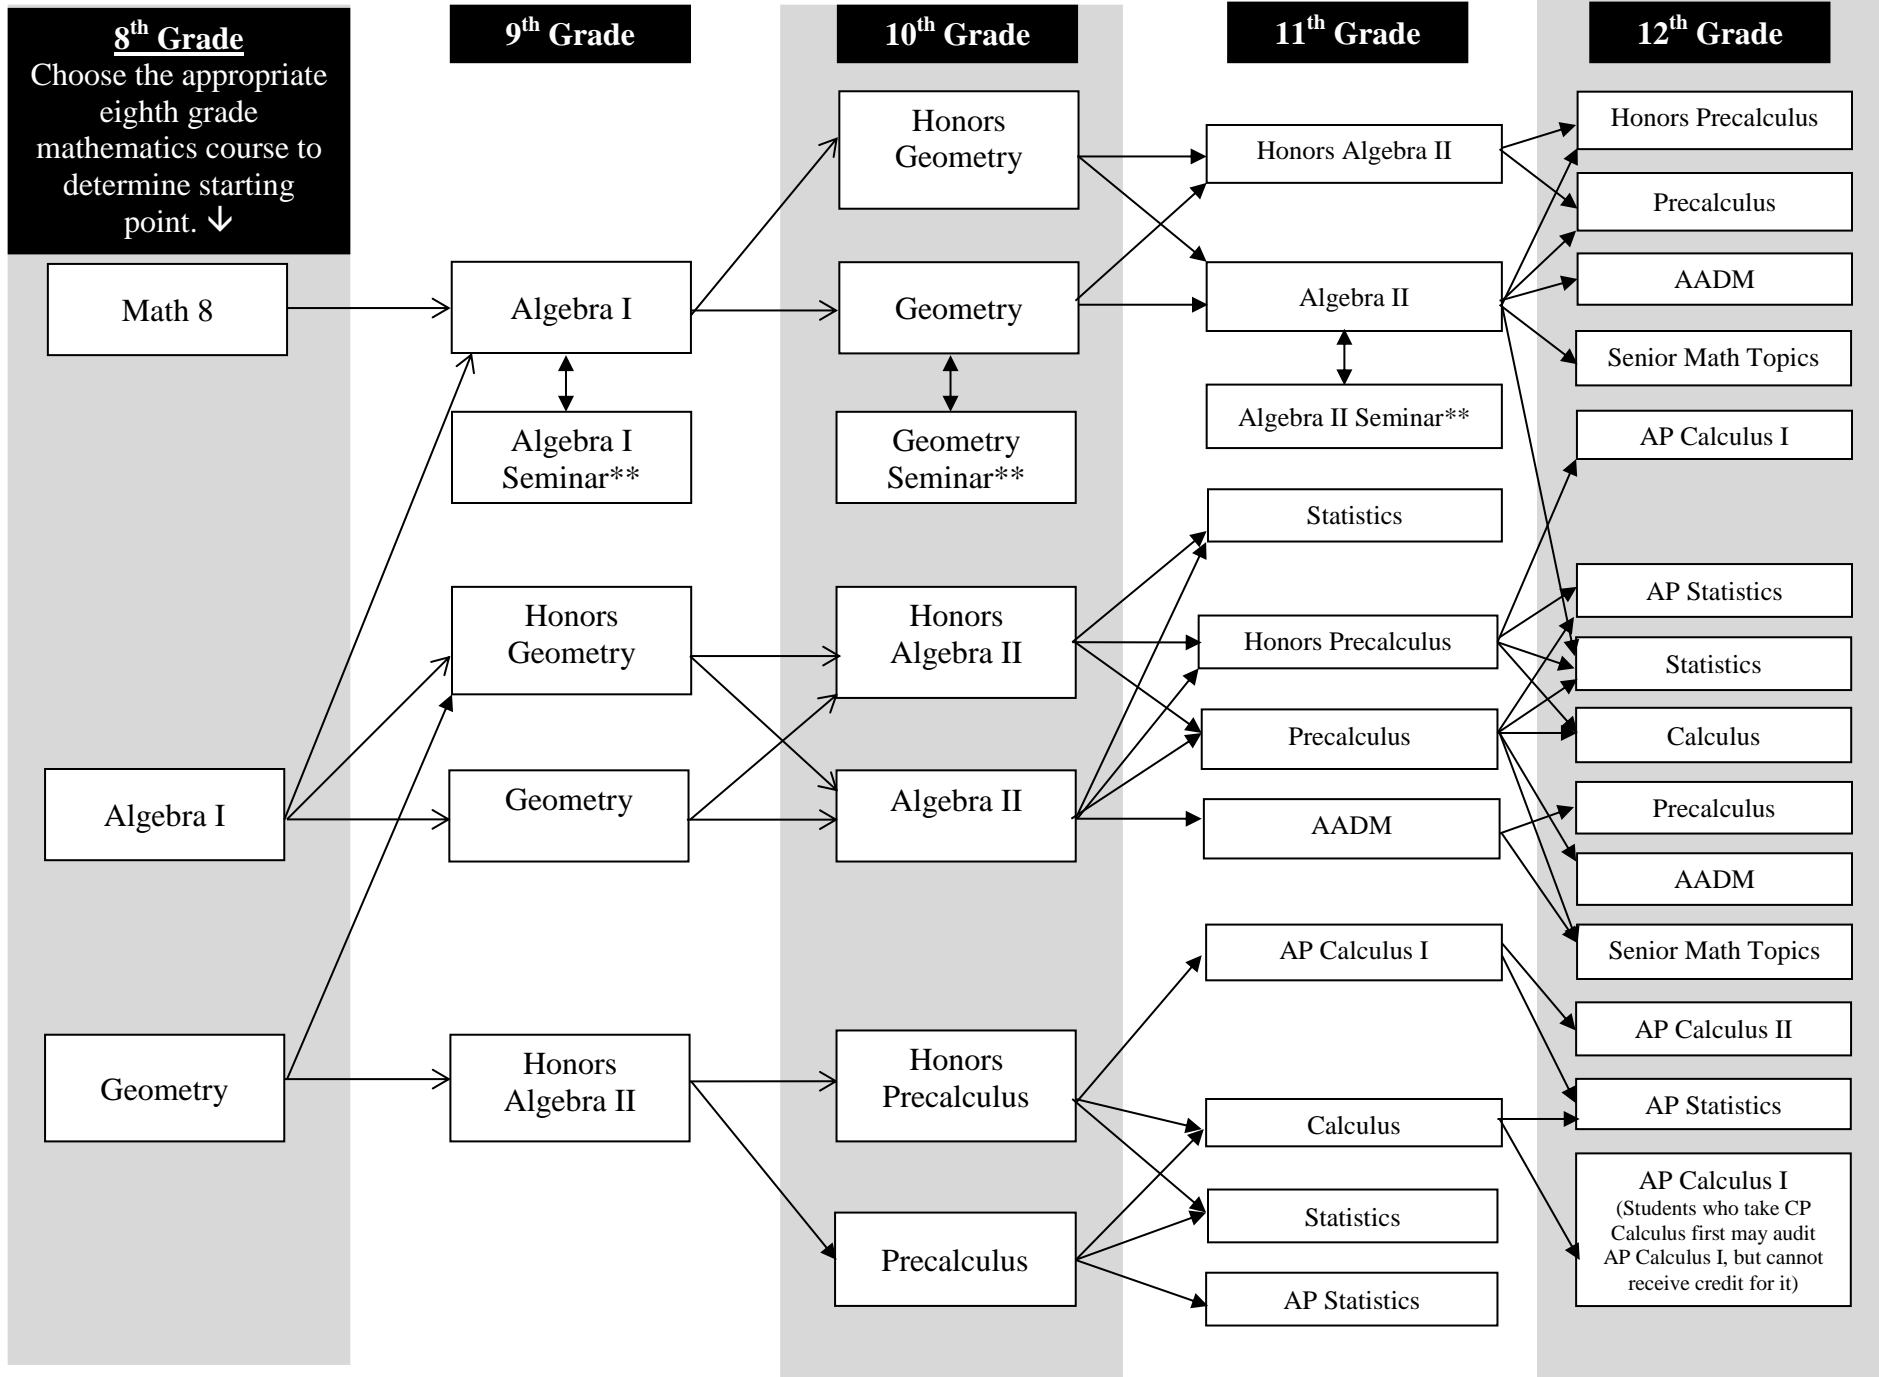 8th Grade
Choose the appropriate
eighth grade
mathematics course to
determine starting
point. ↓
Math 8
Algebra I
Geometry
9th Grade
Algebra I
Algebra I
Seminar**
Honors
Geometry
Geometry
Honors
Algebra II
10th Grade
Honors
Geometry
Geometry
Geometry
Seminar**
Honors
Algebra II
Algebra II
Honors
Precalculus
Precalculus
11th Grade
Honors Algebra II
Algebra II
Algebra II Seminar**
Statistics
Honors Precalculus
Precalculus
AADM
AP Calculus I
Calculus
Statistics
AP Statistics
12th Grade
Honors Precalculus
Precalculus
AADM
Senior Math Topics
AP Calculus I
AP Statistics
Statistics
Calculus
Precalculus
AADM
Senior Math Topics
AP Calculus II
AP Statistics
AP Calculus I
(Students who take CP
Calculus first may audit
AP Calculus I, but cannot
receive credit for it)